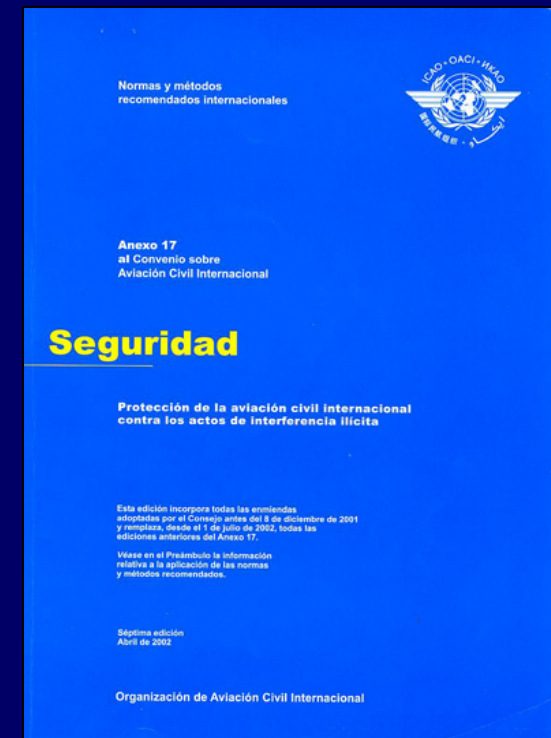 Normas y métodos
recomendados internacionales
ICAO • OACI • ИКАО
Anexo 17
al Convenio sobre
Aviación Civil Internacional
Seguridad
Protección de la aviación civil internacional
contra los actos de interferencia ilícita
Esta edición incorpora todas las enmiendas
adoptadas por el Consejo antes del 8 de diciembre de 2001
y remplaza, desde el 1 de julio de 2002, todas las
ediciones anteriores del Anexo 17.
Véase en el Preámbulo la información
relativa a la aplicación de las normas
y métodos recomendados.
Séptima edición
Abril de 2002
Organización de Aviación Civil Internacional